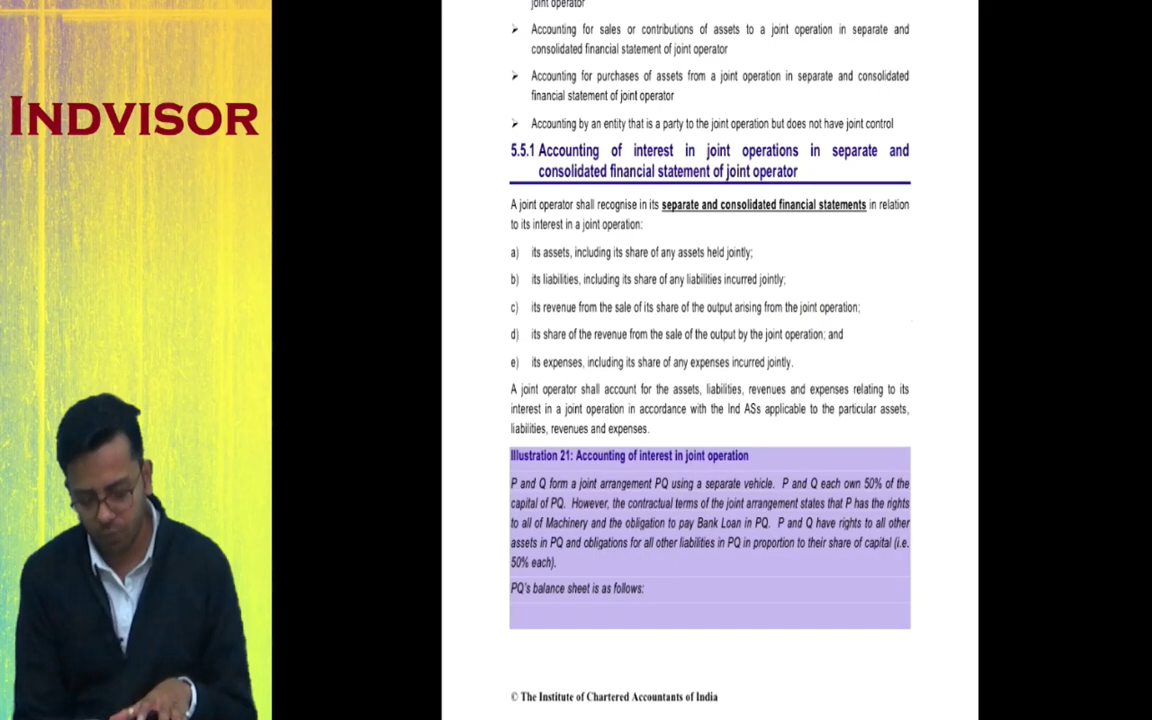 INDVISOR
joint operator
➢ Accounting for sales or contributions of assets to a joint operation in separate and
consolidated financial statement of joint operator
➢ Accounting for purchases of assets from a joint operation in separate and consolidated
financial statement of joint operator
➢ Accounting by an entity that is a party to the joint operation but does not have joint control
5.5.1 Accounting of interest in joint operations in separate and
consolidated financial statement of joint operator
A joint operator shall recognise in its separate and consolidated financial statements in relation
to its interest in a joint operation:
a) its assets, including its share of any assets held jointly;
b) its liabilities, including its share of any liabilities incurred jointly;
c) its revenue from the sale of its share of the output arising from the joint operation;
d) its share of the revenue from the sale of the output by the joint operation; and
e) its expenses, including its share of any expenses incurred jointly.
A joint operator shall account for the assets, liabilities, revenues and expenses relating to its
interest in a joint operation in accordance with the Ind ASs applicable to the particular assets,
liabilities, revenues and expenses.
Illustration 21: Accounting of interest in joint operation
P and Q form a joint arrangement PQ using a separate vehicle. P and Q each own 50% of the
capital of PQ. However, the contractual terms of the joint arrangement states that P has the rights
to all of Machinery and the obligation to pay Bank Loan in PQ. P and Q have rights to all other
assets in PQ and obligations for all other liabilities in PQ in proportion to their share of capital (i.e.
50% each).
PQ's balance sheet is as follows:
© The Institute of Chartered Accountants of India